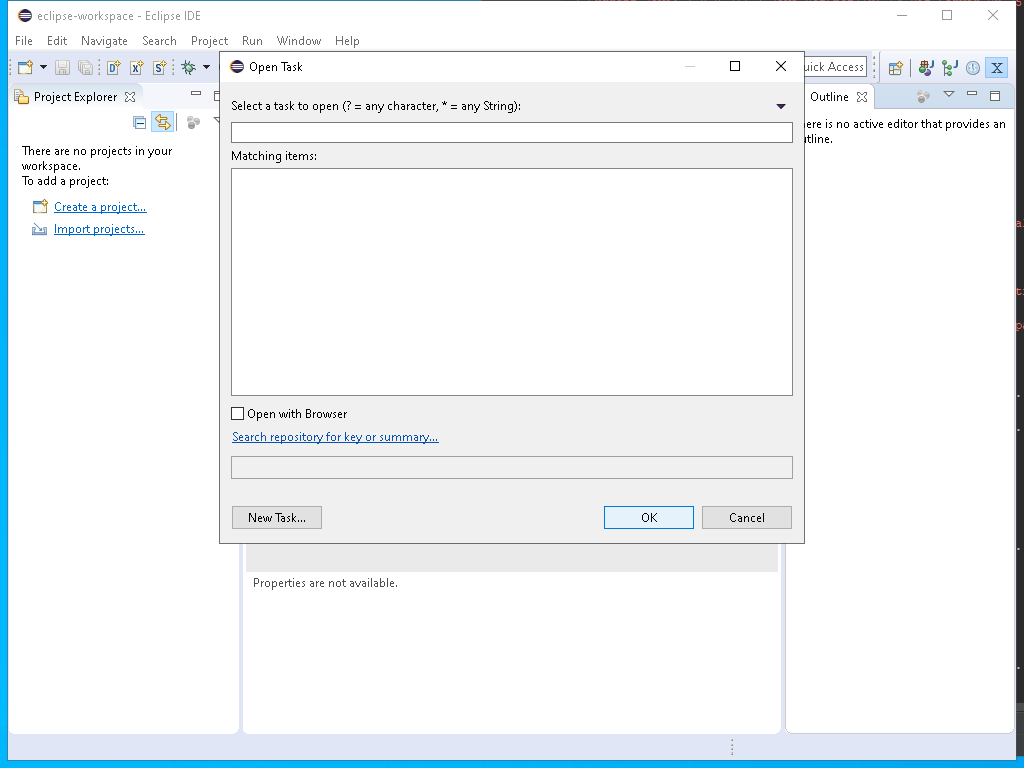 eclipse-workspace - Eclipse IDE
File Edit Navigate Search Project Run Window Help
Open Task
Quick Access
Project Explorer
Select a task to open (? = any character, * = any String):
Outline
There are no projects in your
workspace.
To add a project:
Create a project...
Import projects...
Matching items:
ere is no active editor that provides an
utline.
Open with Browser
Search repository for key or summary...
New Task...
OK
Cancel
Properties are not available.